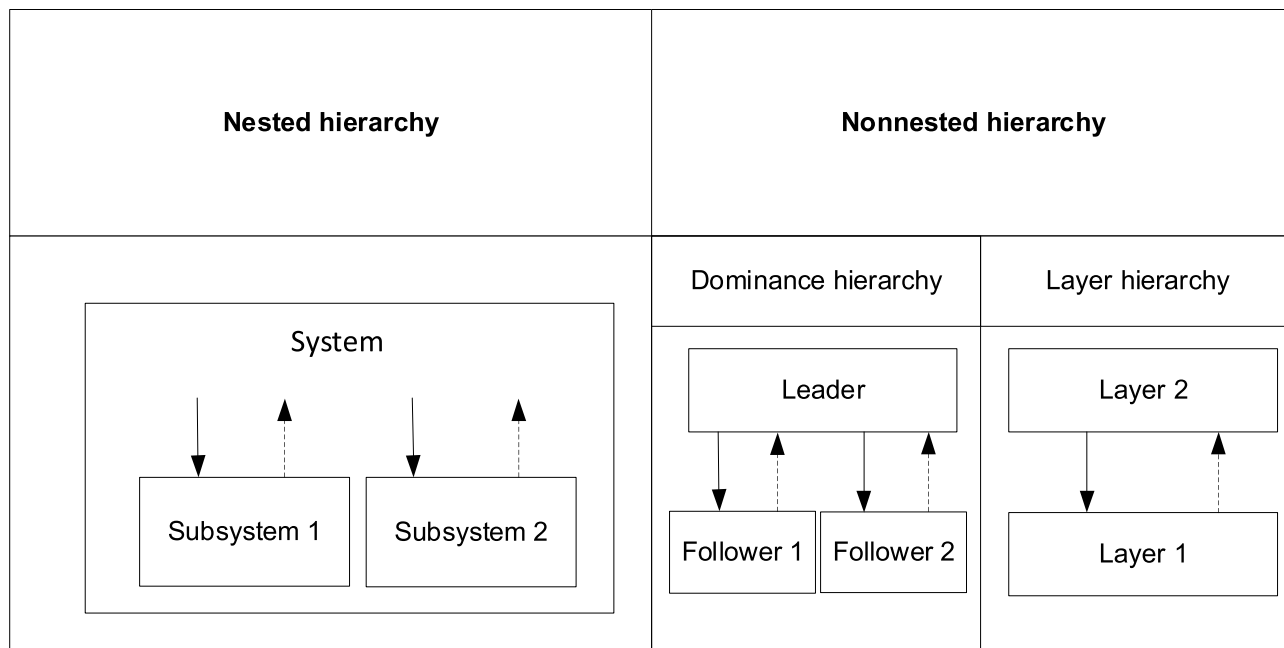 Nested hierarchy
Nonnested hierarchy
Dominance hierarchy
Layer hierarchy
System
Subsystem 1
Subsystem 2
Leader
Follower 1
Follower 2
Layer 2
Layer 1